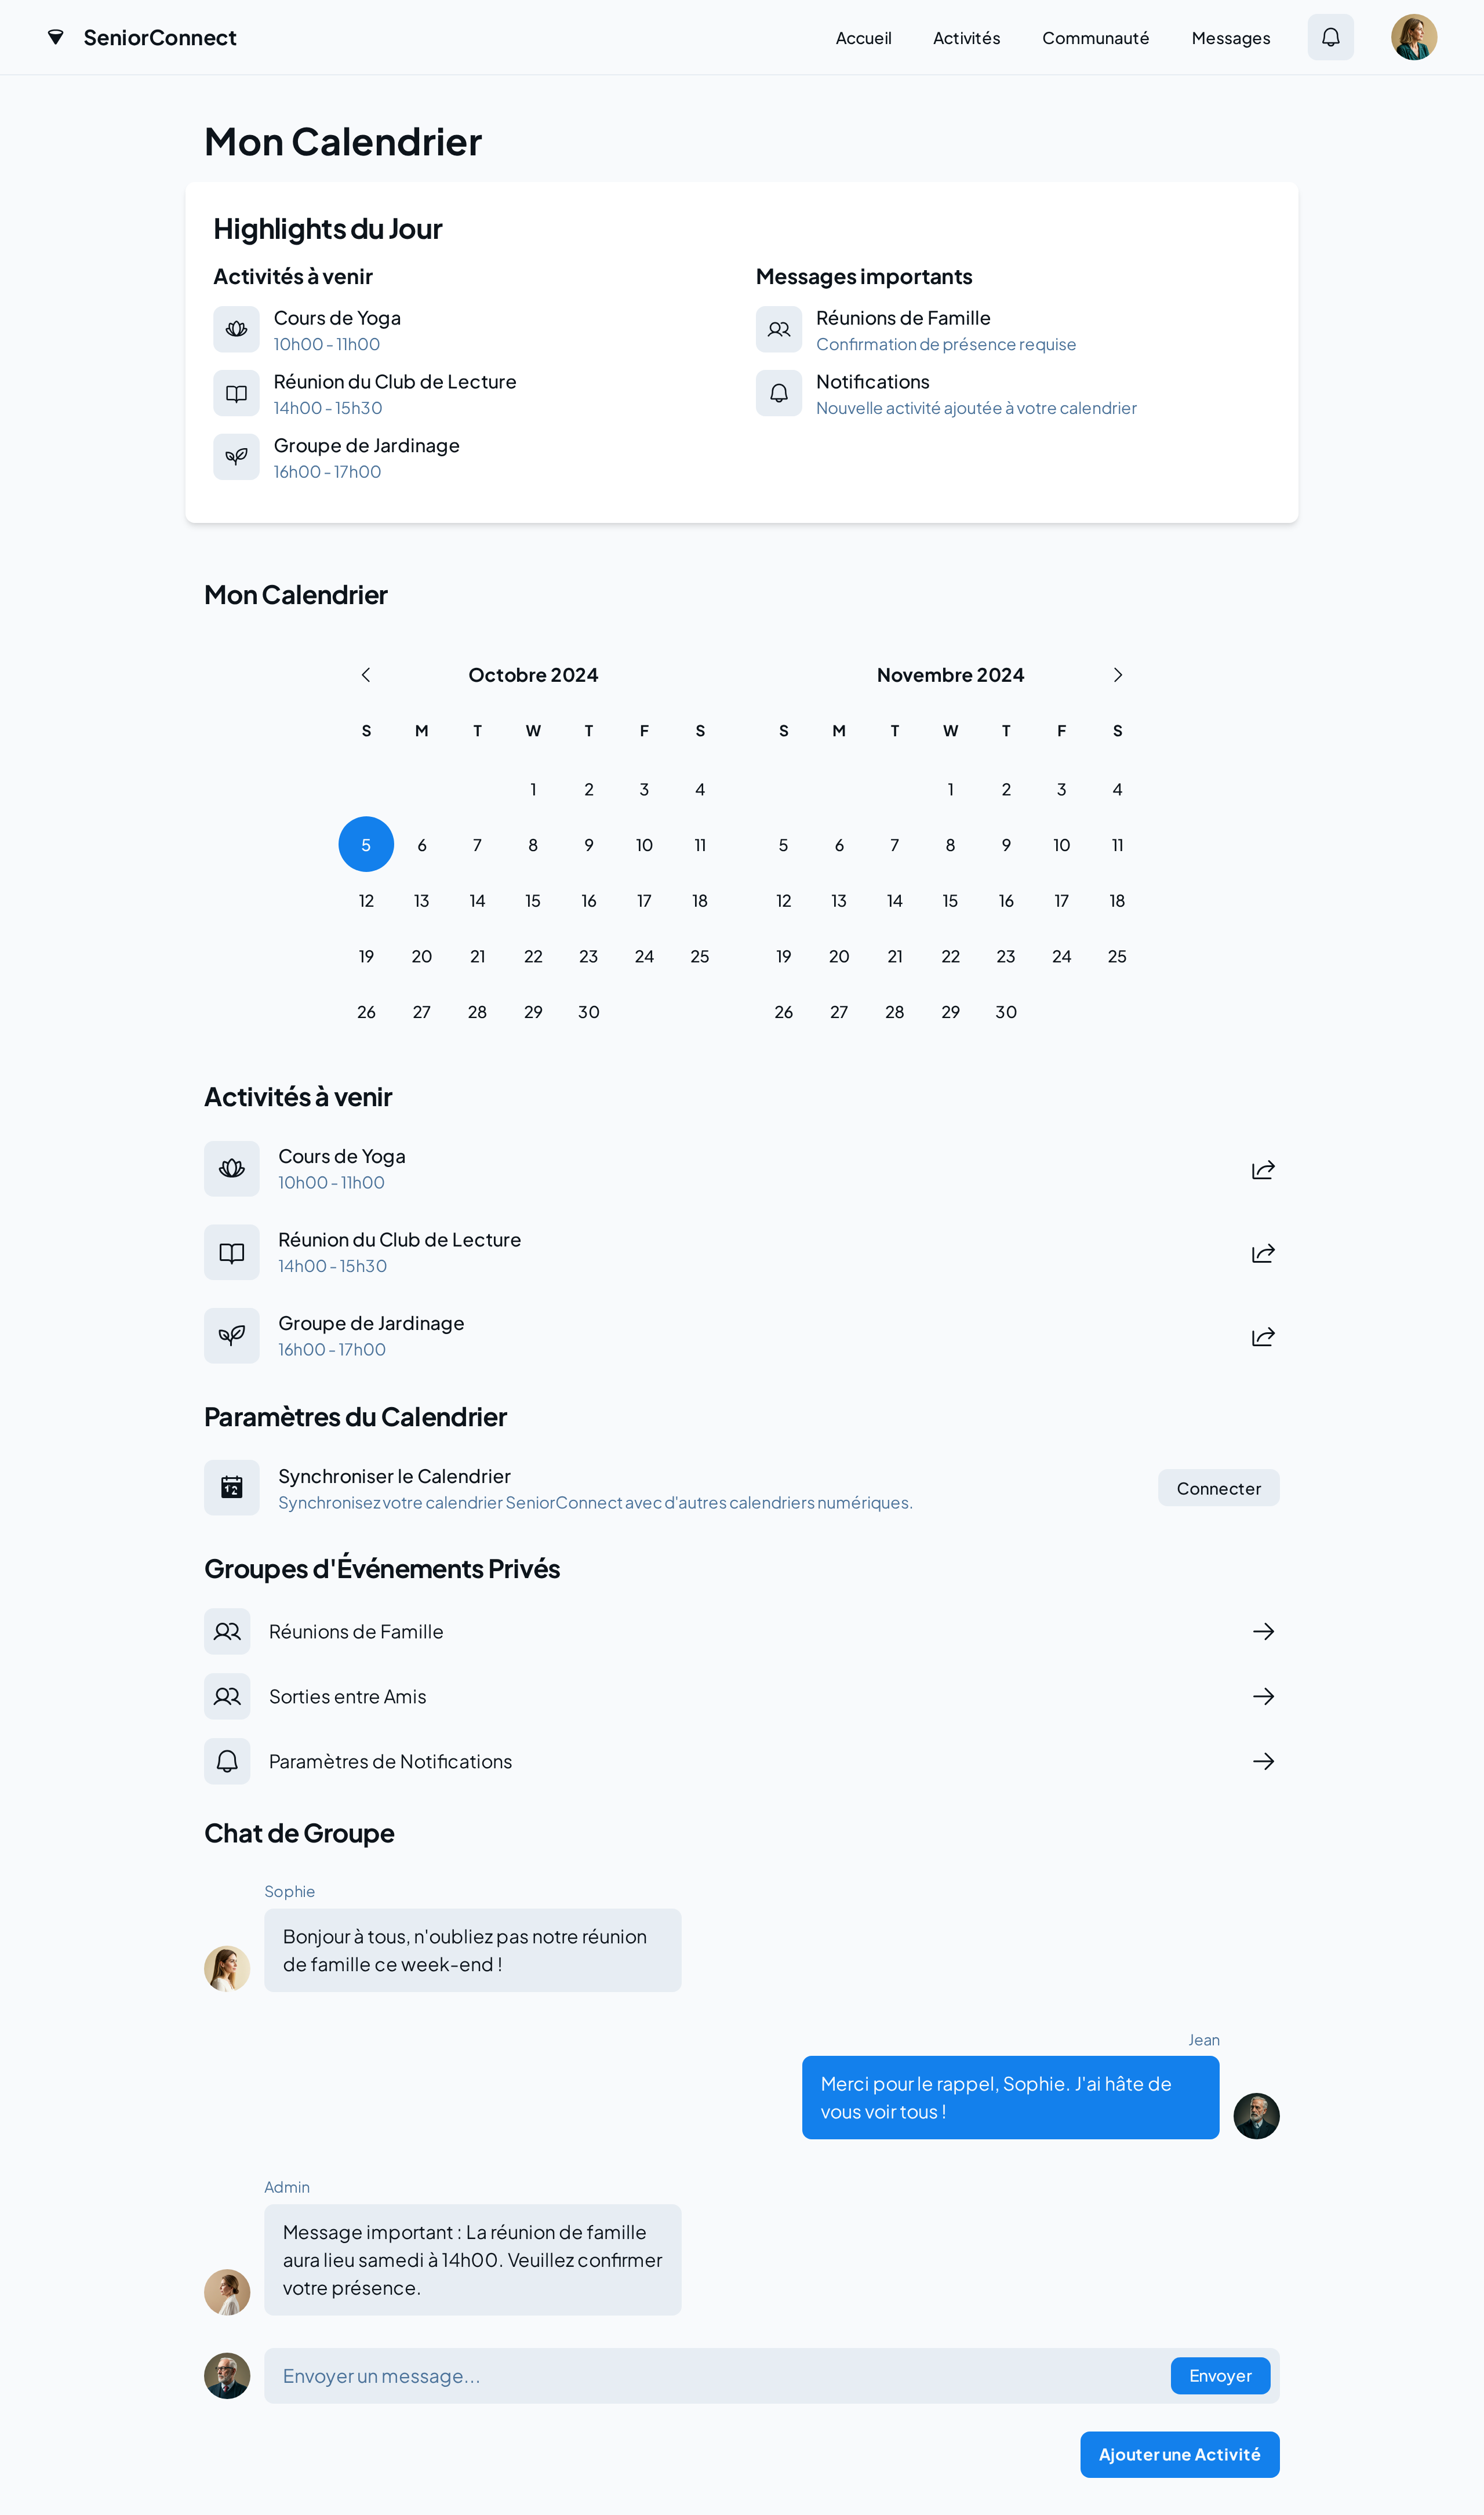 SeniorConnect
Accueil Activités Communauté Messages
Mon Calendrier
Highlights du Jour
Activités à venir
Cours de Yoga
10h00 - 11h00
Réunion du Club de Lecture
14h00 - 15h30
Groupe de Jardinage
16h00 - 17h00
Messages importants
Réunions de Famille
Confirmation de présence requise
Notifications
Nouvelle activité ajoutée à votre calendrier
Mon Calendrier
Octobre 2024
S M T W T F S
1 2 3 4
5 6 7 8 9 10 11
12 13 14 15 16 17 18
19 20 21 22 23 24 25
26 27 28 29 30
Novembre 2024
S M T W T F S
1 2 3 4
5 6 7 8 9 10 11
12 13 14 15 16 17 18
19 20 21 22 23 24 25
26 27 28 29 30
Activités à venir
Cours de Yoga
10h00 - 11h00
Réunion du Club de Lecture
14h00 - 15h30
Groupe de Jardinage
16h00 - 17h00
Paramètres du Calendrier
12
Synchroniser le Calendrier
Synchronisez votre calendrier SeniorConnect avec d'autres calendriers numériques.
Connecter
Groupes d'Événements Privés
Réunions de Famille
Sorties entre Amis
Paramètres de Notifications
Chat de Groupe
Sophie
Bonjour à tous, n'oubliez pas notre réunion
de famille ce week-end !
Jean
Merci pour le rappel, Sophie. J'ai hâte de
vous voir tous !
Admin
Message important : La réunion de famille
aura lieu samedi à 14h00. Veuillez confirmer
votre présence.
Envoyer un message...
Envoyer
Ajouter une Activité